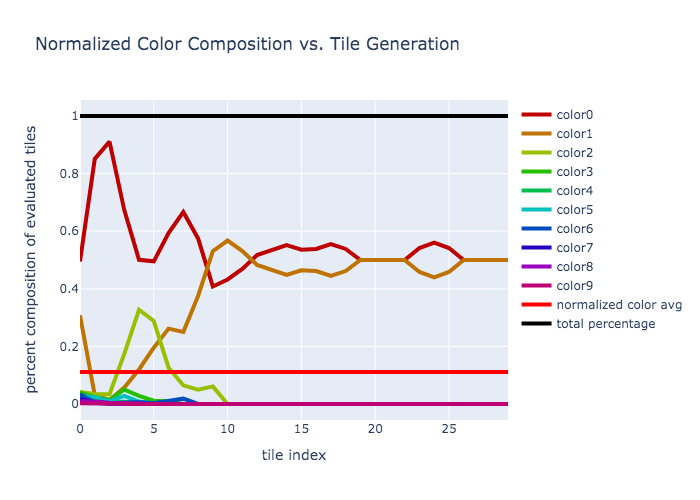 Normalized Color Composition vs. Tile Generation
percent composition of evaluated tiles
1
0.8
0.6
0.4
0.2
0
0 5 10 15 20 25
tile index
color0
color1
color2
color3
color4
color5
color6
color7
color8
color9
normalized color avg
total percentage